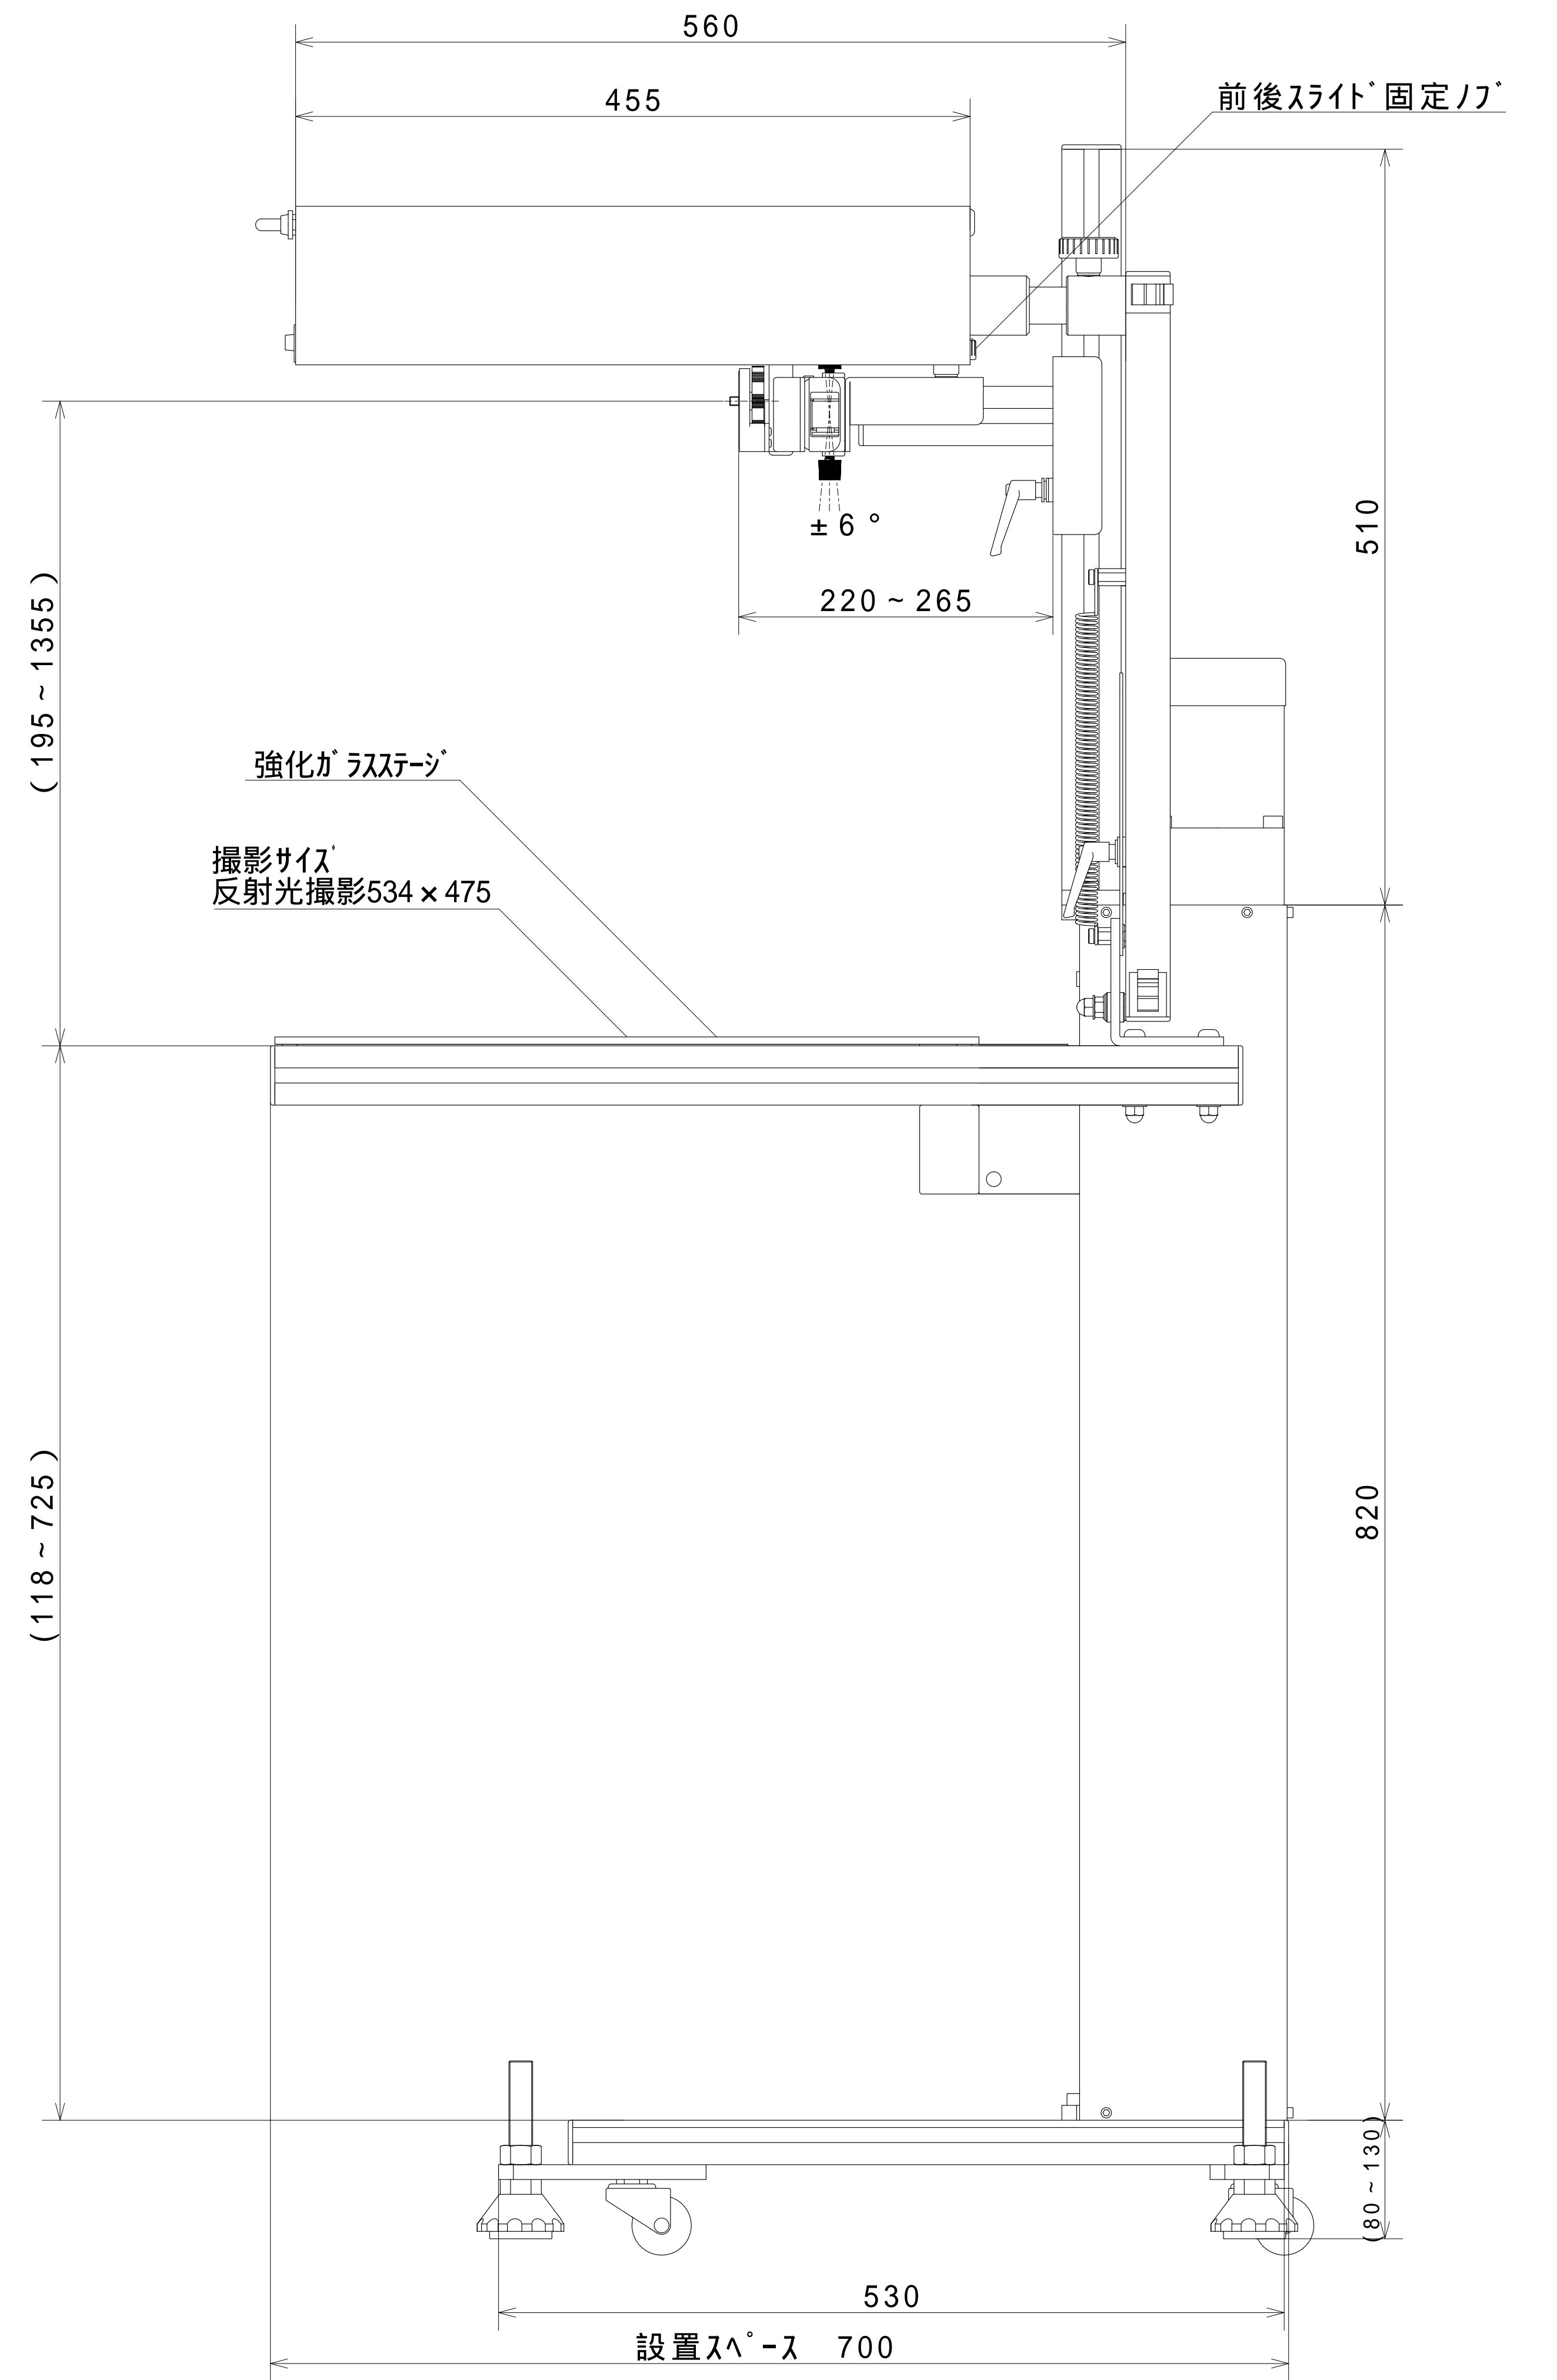 560
455
前後ｽﾗｲﾄﾞ固定ﾉﾌﾞ
±6°
510
220~265
(195~1355)
強化ｶﾞﾗｽｽﾃｰｼﾞ
撮影ｻｲｽﾞ
反射光撮影534×475
(118~725)
820
(80~130)
530
設置ｽﾍﾟｰｽ 700